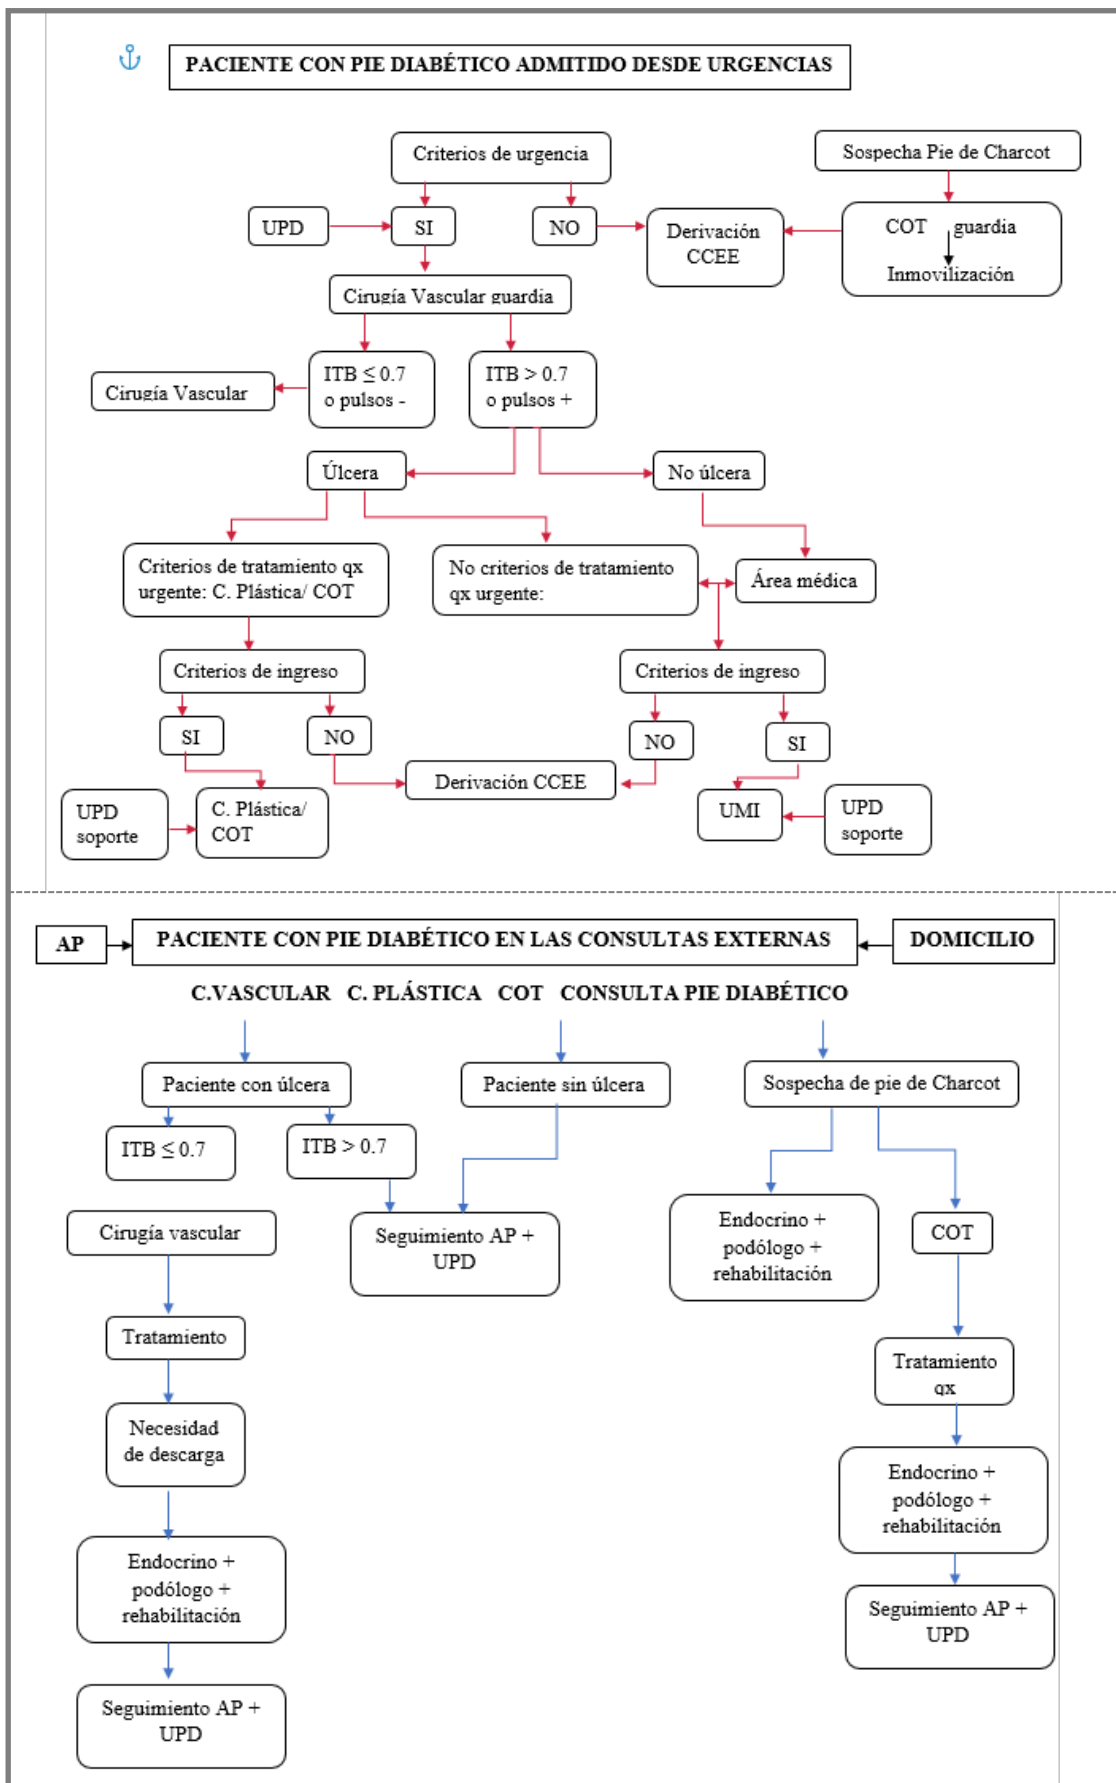 PACIENTE CON PIE DIABÉTICO ADMITIDO DESDE URGENCIAS
Criterios de urgencia
Sospecha Pie de Charcot
UPD
SI
NO
Derivación
CCEE
COT guardia
Inmovilización
Cirugía Vascular guardia
Cirugía Vascular
ITB ≤ 0.7
o pulsos -
ITB > 0.7
o pulsos +
Úlcera
No úlcera
Criterios de tratamiento qx
urgente: C. Plástica/ COT
No criterios de tratamiento
qx urgente:
Área médica
Criterios de ingreso
Criterios de ingreso
SI
NO
NO
SI
Derivación CCEE
UPD
soporte
C. Plástica/
COT
UMI
UPD
soporte
AP
PACIENTE CON PIE DIABÉTICO EN LAS CONSULTAS EXTERNAS
DOMICILIO
C.VASCULAR C. PLÁSTICA COT CONSULTA PIE DIABÉTICO
Paciente con úlcera
Paciente sin úlcera
Sospecha de pie de Charcot
ITB ≤ 0.7
ITB > 0.7
Cirugía vascular
Seguimiento AP +
UPD
Endocrino +
podólogo +
rehabilitación
COT
Tratamiento
Tratamiento
qx
Necesidad
de descarga
Endocrino +
podólogo +
rehabilitación
Endocrino +
podólogo +
rehabilitación
Seguimiento AP +
UPD
Seguimiento AP +
UPD